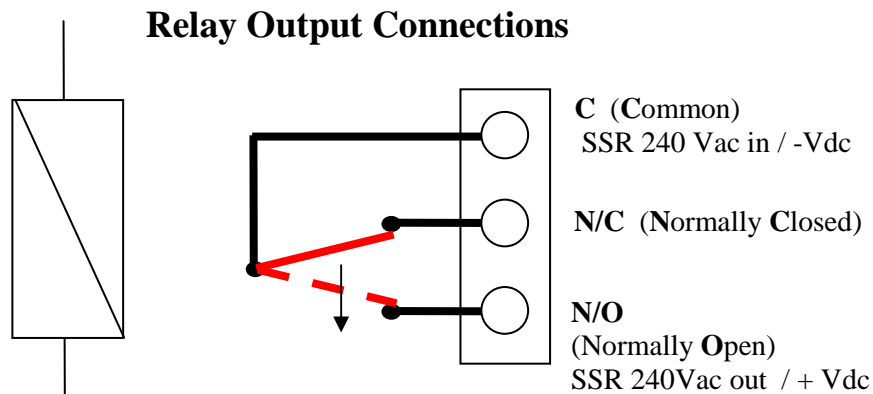 Relay Output Connections
C (Common)
SSR 240 Vac in / -Vdc
N/C (Normally Closed)
N/O
(Normally Open)
SSR 240Vac out / + Vdc